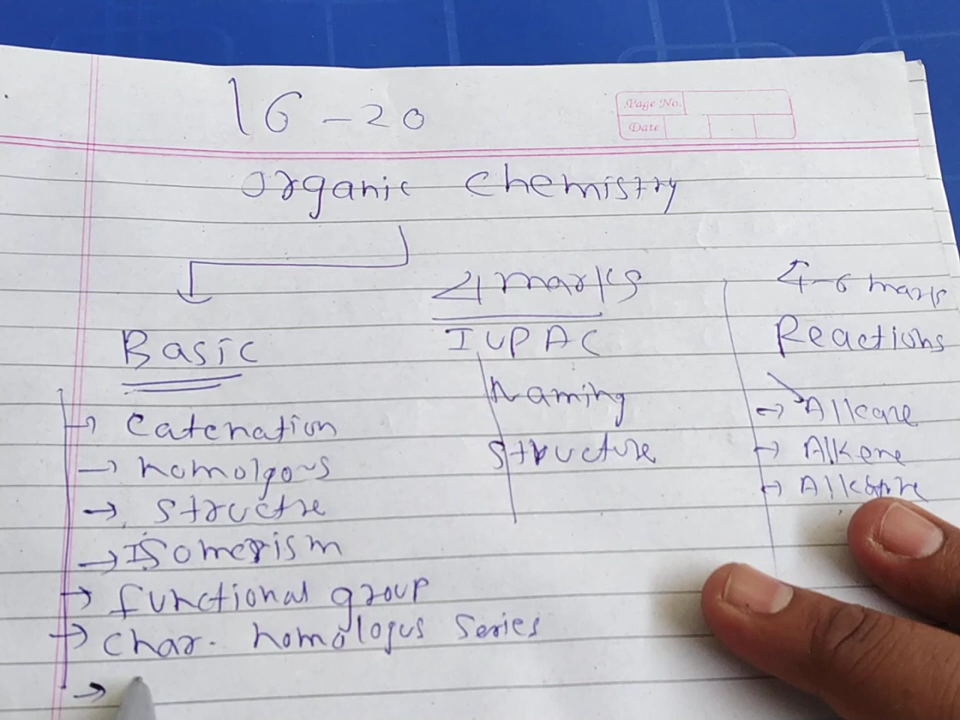 16-20
Page No.
Date
Organic Chemistry
Basic
→ Catenation
→ homolgous
→ structre
→ Isomerism
→ functional group
→ Char. homologus series
→
4 marks
IUPAC
Naming
structure
4-6 marks
Reactions
→ Alkane
→ Alkene